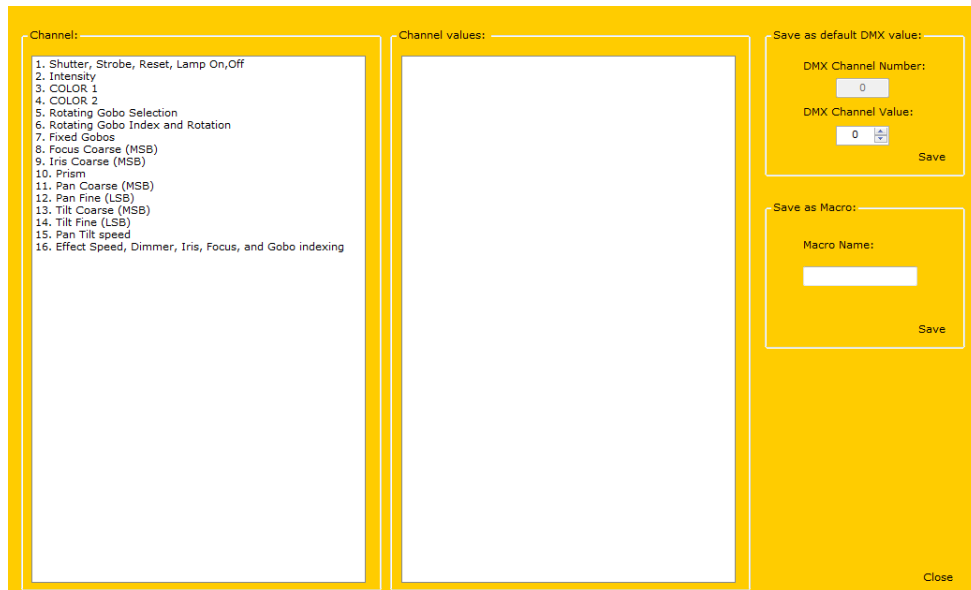 Channel:
1. Shutter, Strobe, Reset, Lamp On,Off
2. Intensity
3. COLOR 1
4. COLOR 2
5. Rotating Gobo Selection
6. Rotating Gobo Index and Rotation
7. Fixed Gobos
8. Focus Coarse (MSB)
9. Iris Coarse (MSB)
10. Prism
11. Pan Coarse (MSB)
12. Pan Fine (LSB)
13. Tilt Coarse (MSB)
14. Tilt Fine (LSB)
15. Pan Tilt speed
16. Effect Speed, Dimmer, Iris, Focus, and Gobo indexing
Channel values:
Save as default DMX value:
DMX Channel Number:
0
DMX Channel Value:
0
Save
Save as Macro:
Macro Name:
Save
Close